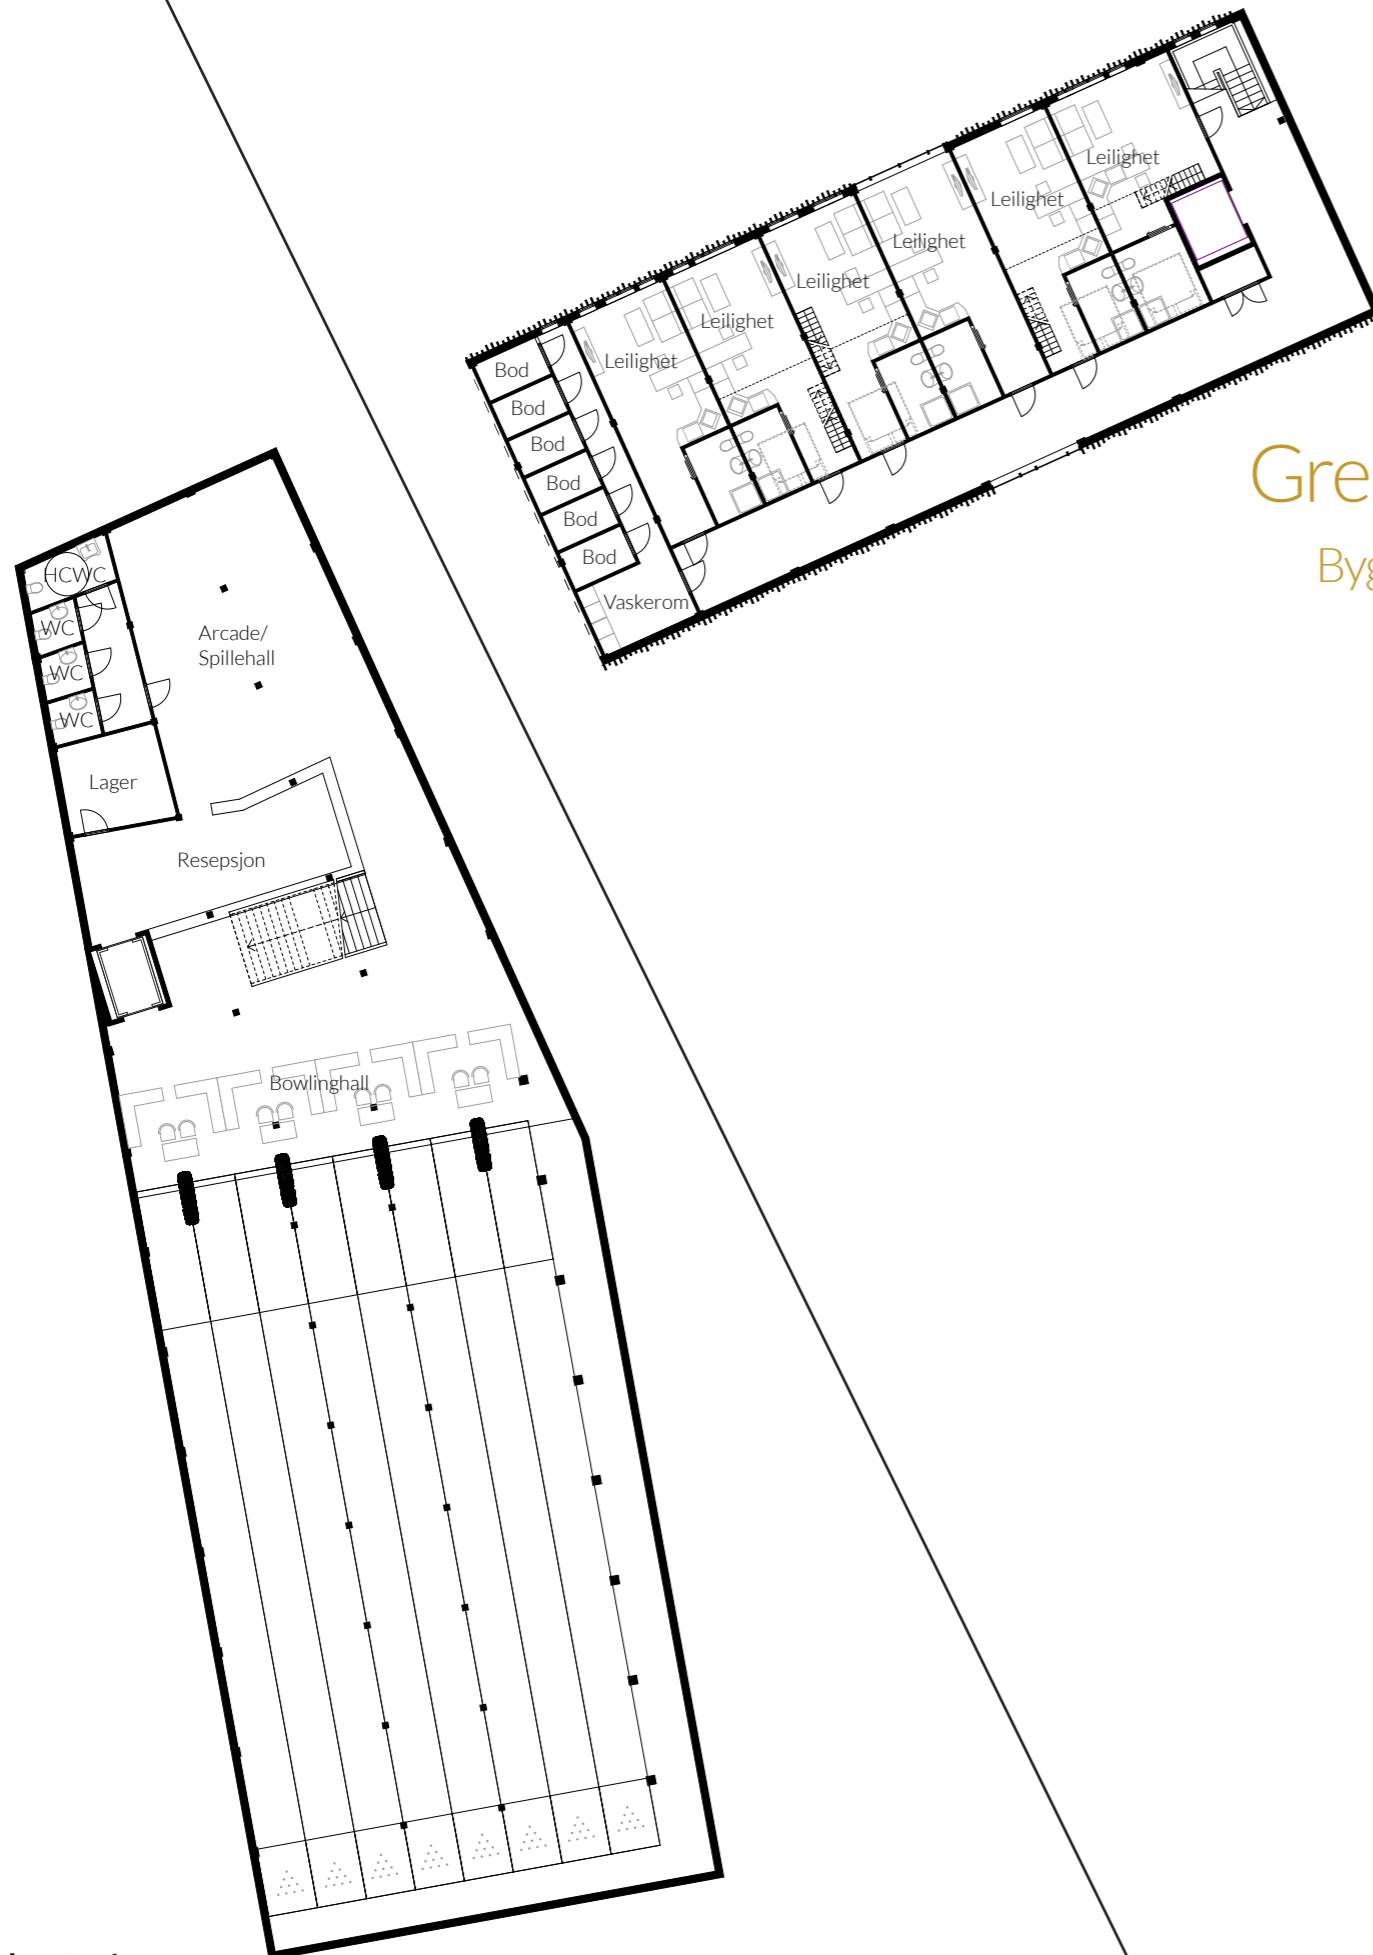 Leilighet
Leilighet
Leilighet
Leilighet
Leilighet
Leilighet
Bod
Bod
Bod
Bod
Bod
Bod
Vaskerom
Gre
Byg
HCWC
WC
WC
WC
Arcade/
Spillehall
Lager
Resepsjon
Bowlinghall